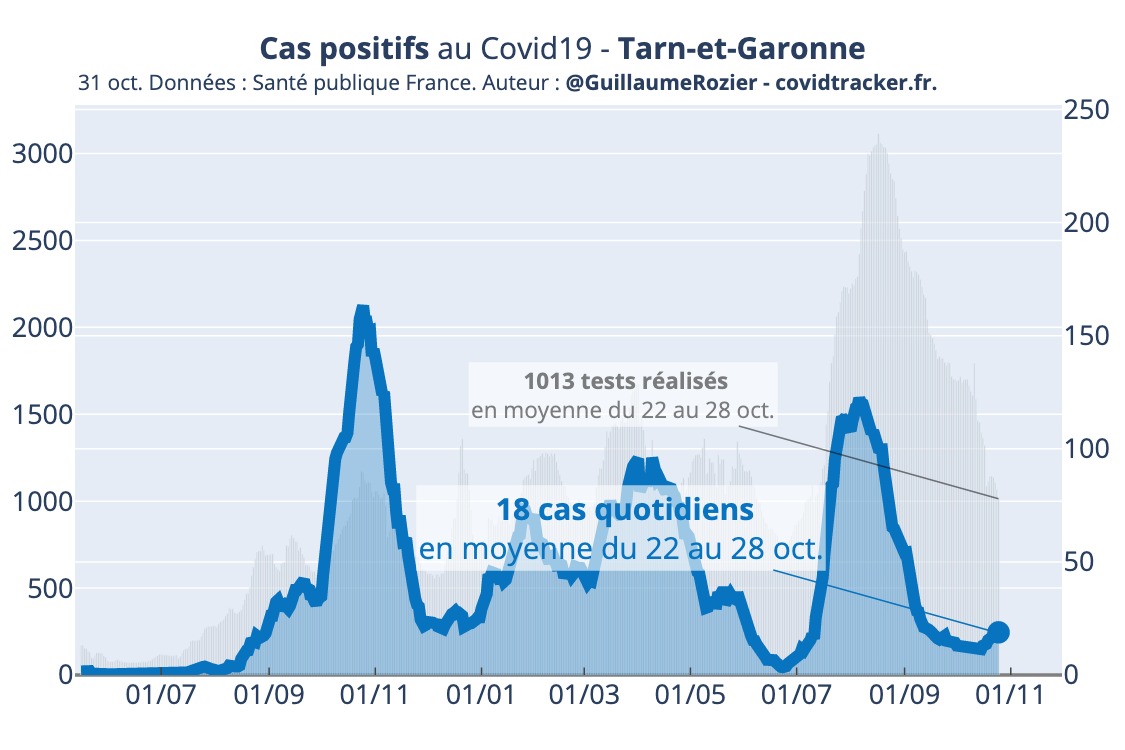 Cas positifs au Covid19 - Tarn-et-Garonne
31 oct. Données : Santé publique France. Auteur : @GuillaumeRozier - covidtracker.fr.
250
3000
200
2500
2000
150
1013 tests réalisés
en moyenne du 22 au 28 oct.
1500
100
1000
18 cas quotidiens
en moyenne du 22 au 28 oct.
50
500
0
0
01/07 01/09 01/11 01/01 01/03 01/05 01/07 01/09 01/11